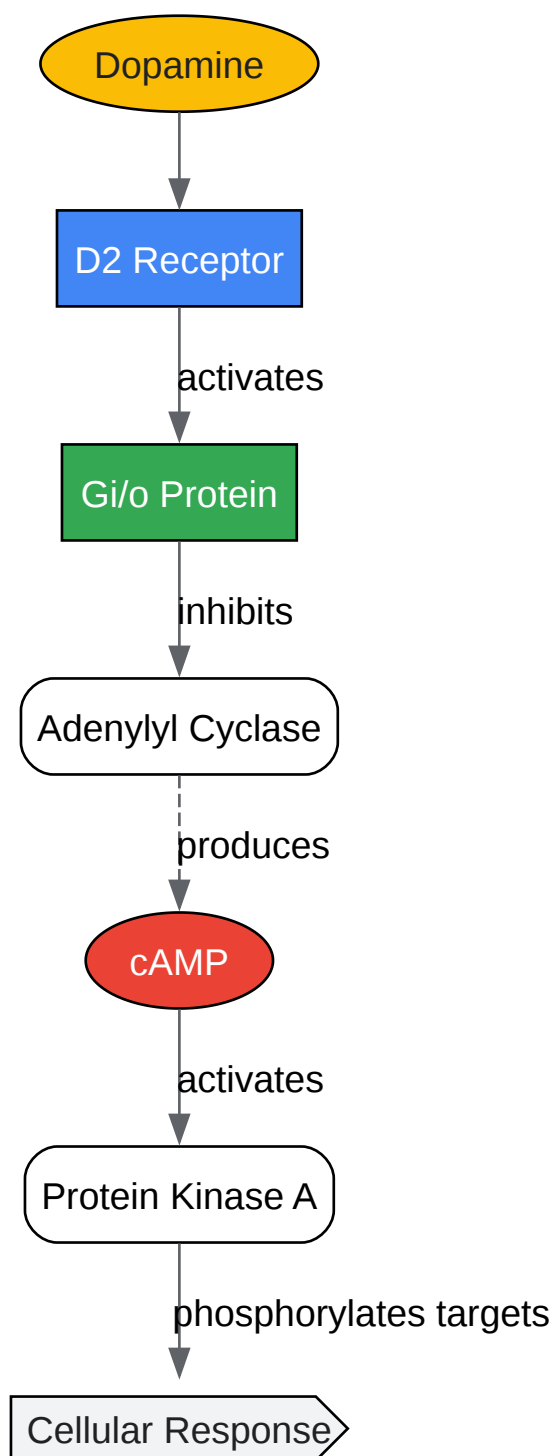 Dopamine
D2 Receptor
activates
Gi/o Protein
inhibits
Adenylyl Cyclase
produces
cAMP
activates
Protein Kinase A
phosphorylates targets
Cellular Response